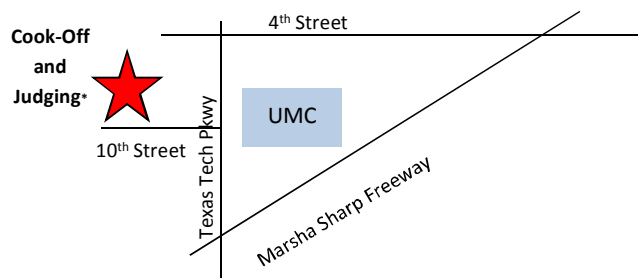 Cook-Off
and
Judging*
4th Street
UMC
10th Street
Texas Tech Pkwy
Marsha Sharp Freeway